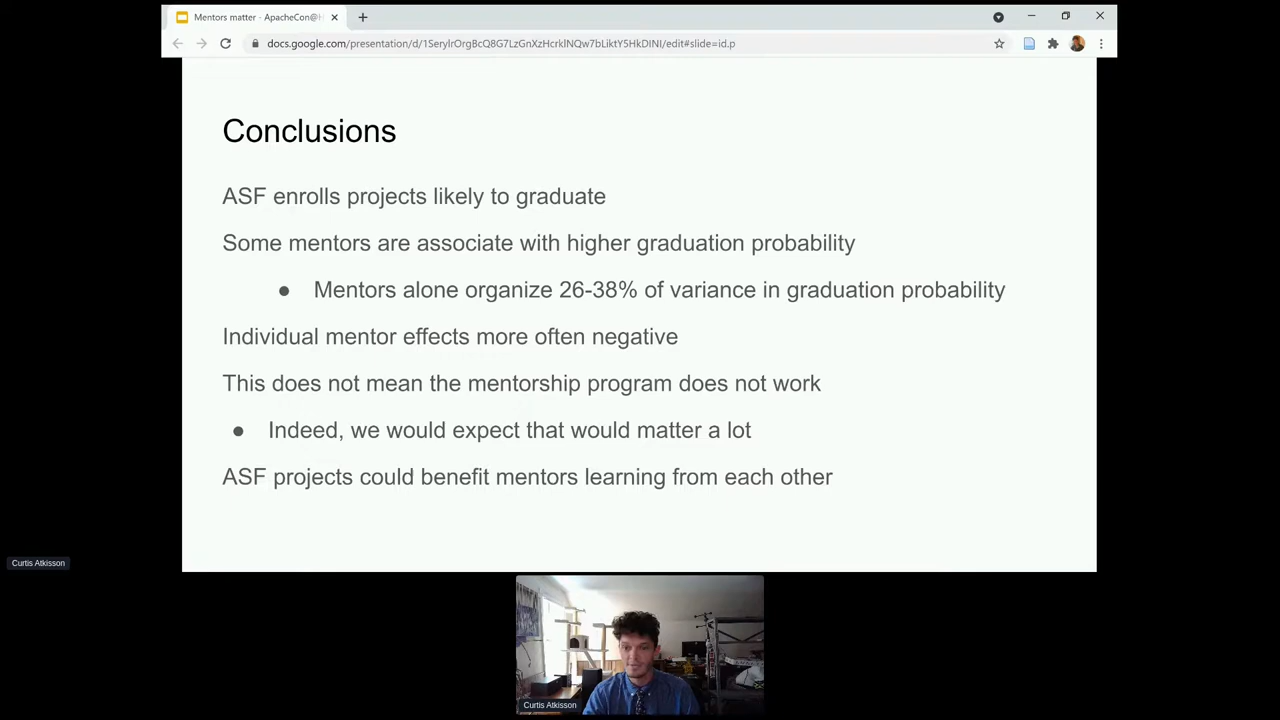 Mentors matter - ApacheCon@H
docs.google.com/presentation/d/1SerylrOrgBcQ8G7LzGnXzHcrklNQw7bLiktY5HkDINI/edit#slide=id.p
Conclusions
ASF enrolls projects likely to graduate
Some mentors are associate with higher graduation probability
● Mentors alone organize 26-38% of variance in graduation probability
Individual mentor effects more often negative
This does not mean the mentorship program does not work
● Indeed, we would expect that would matter a lot
ASF projects could benefit mentors learning from each other
Curtis Atkisson
Curtis Atkisson